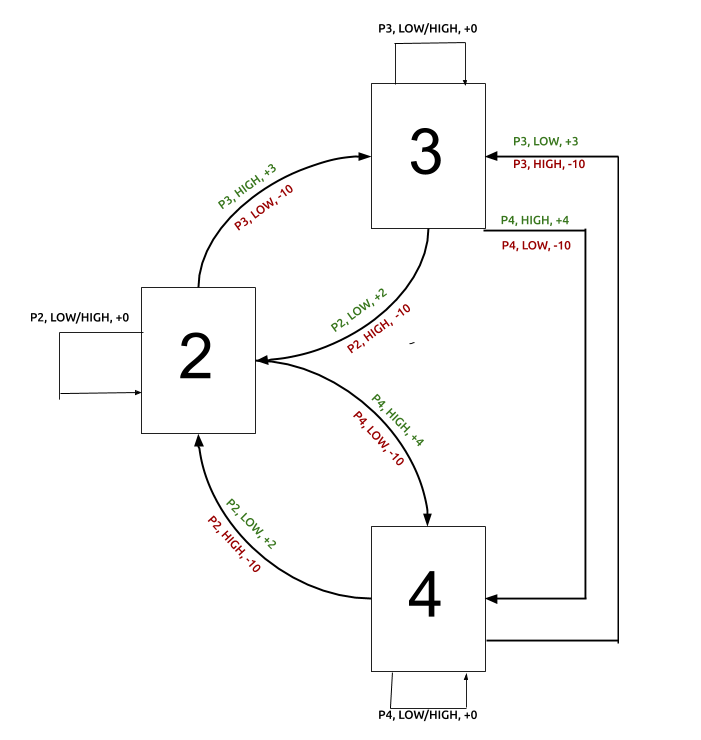 P3, LOW/HIGH, +0
3
P3, LOW, +3
P3, HIGH, -10
P3, HIGH, +3
P3, LOW, -10
P4, HIGH, +4
P4, LOW, -10
P2, LOW/HIGH, +0
2
P2, LOW, +2
P2, HIGH, -10
P4, HIGH, +4
P4, LOW, -10
P2, LOW, +2
P2, HIGH, -10
4
P4, LOW/HIGH, +0